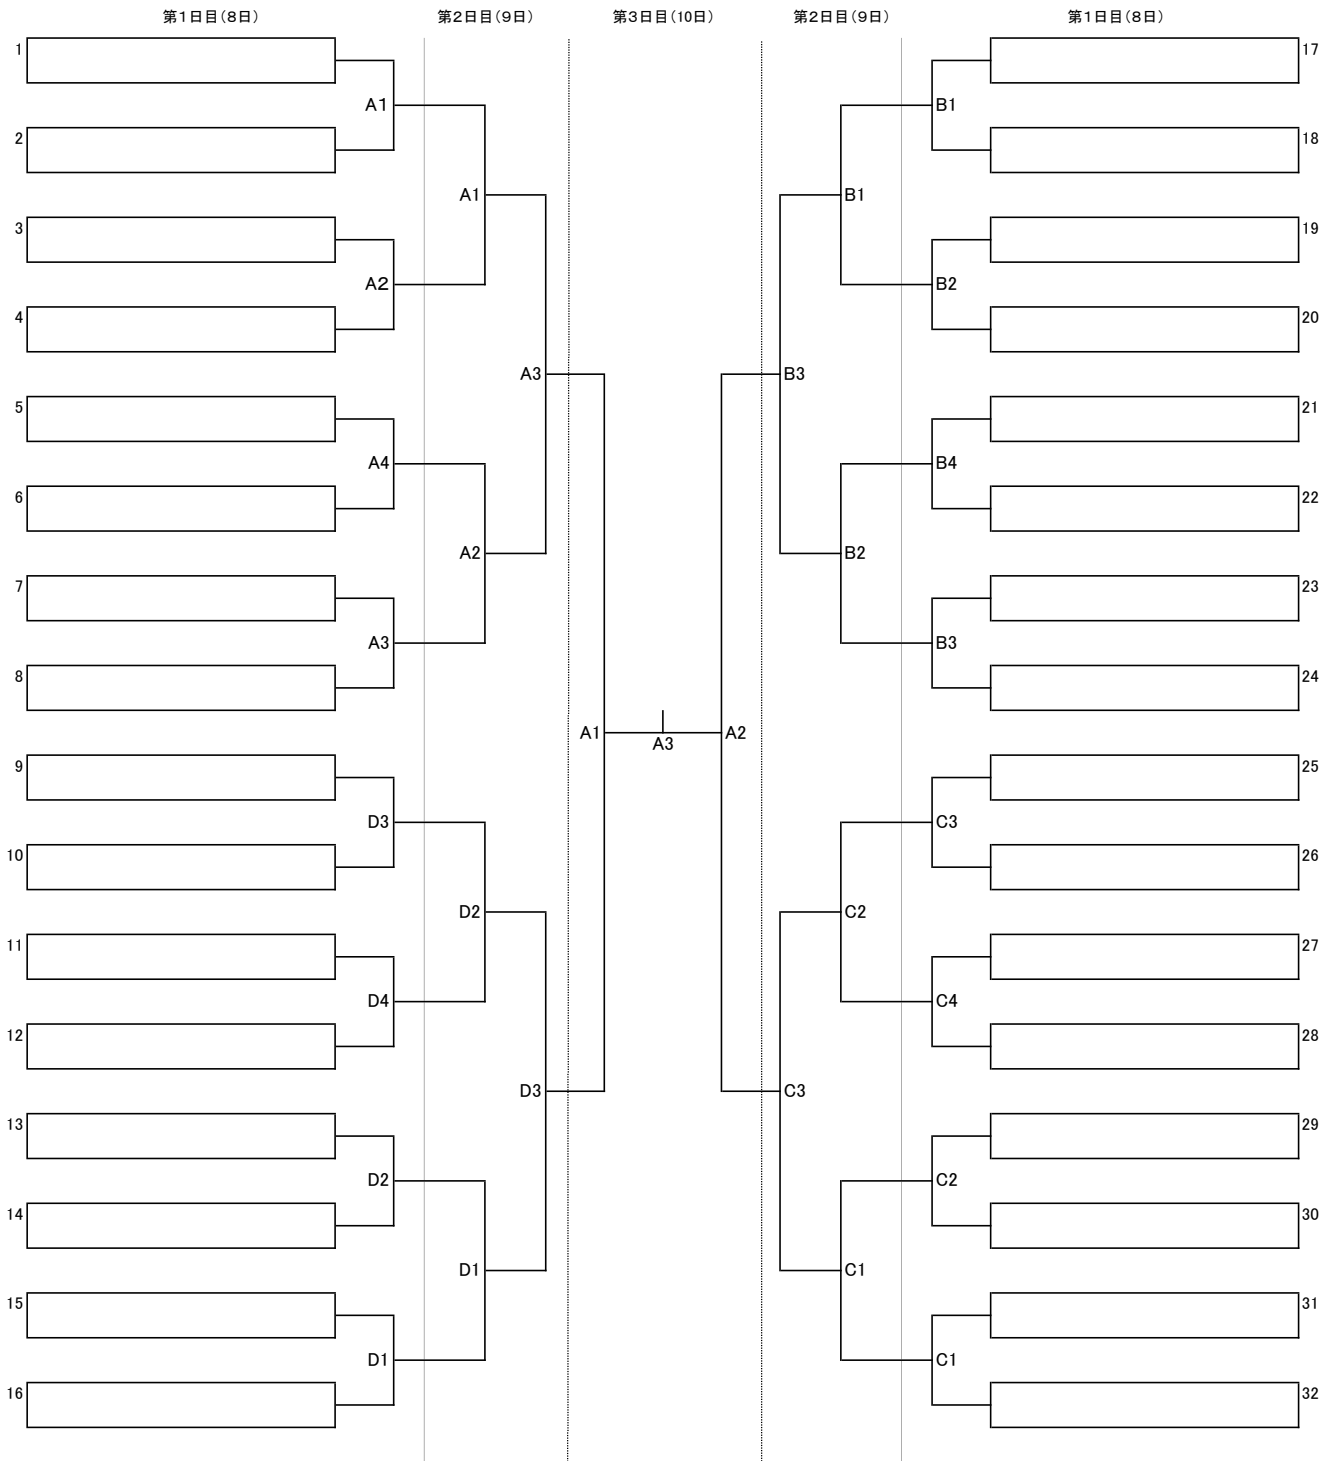 第1日目(8日) 第2日目(9日) 第3日目(10日) 第2日目(9日) 第1日目(8日)
1 17
A1 B1
2 18
A1 B1
3 19
A2 B2
4 20
A3 B3
5 21
A4 B4
6 22
A2 B2
7 23
A3 B3
8 24
A1 A3 A2
9 25
D3 C3
10 26
D2 C2
11 27
D4 C4
12 28
D3 C3
13 29
D2 C2
14 30
D1 C1
15 31
D1 C1
16 32